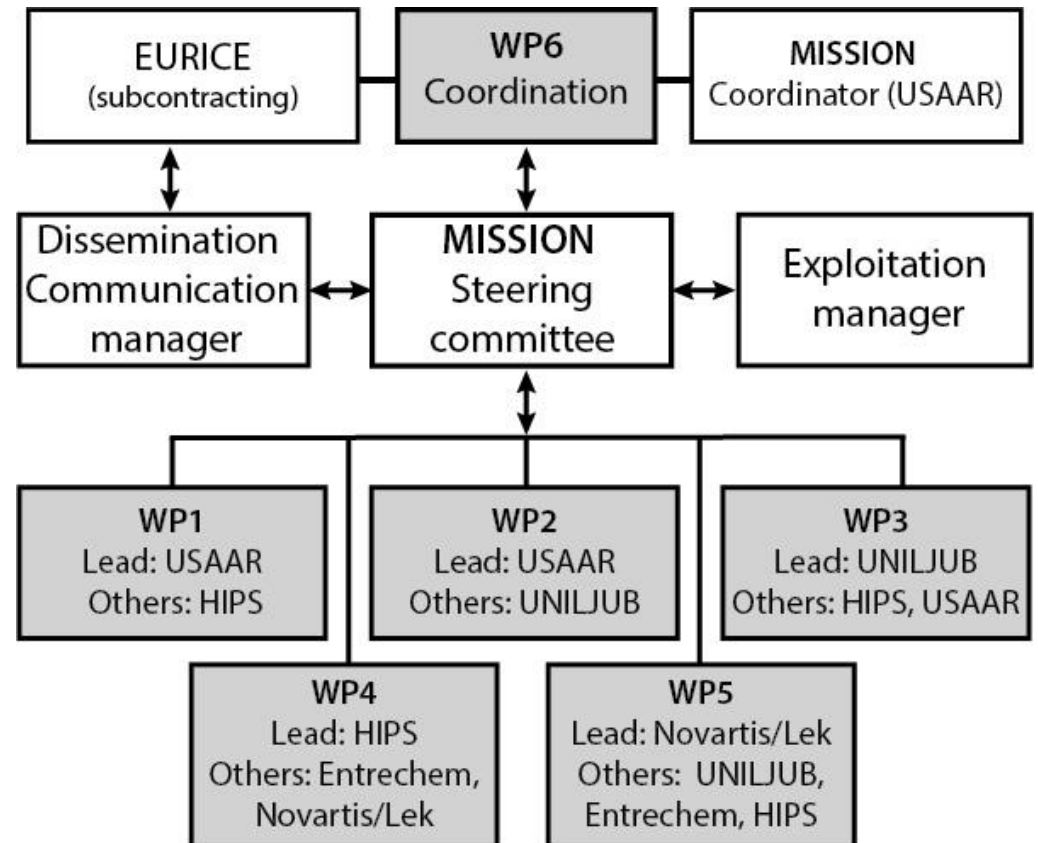 EURICE
(subcontracting)
WP6
Coordination
MISSION
Coordinator (USAAR)
Dissemination
Communication
manager
MISSION
Steering
committee
Exploitation
manager
WP1
Lead: USAAR
Others: HIPS
WP2
Lead: USAAR
Others: UNILJUB
WP3
Lead: UNILJUB
Others: HIPS, USAAR
WP4
Lead: HIPS
Others: Entrechem,
Novartis/Lek
WP5
Lead: Novartis/Lek
Others: UNILJUB,
Entrechem, HIPS